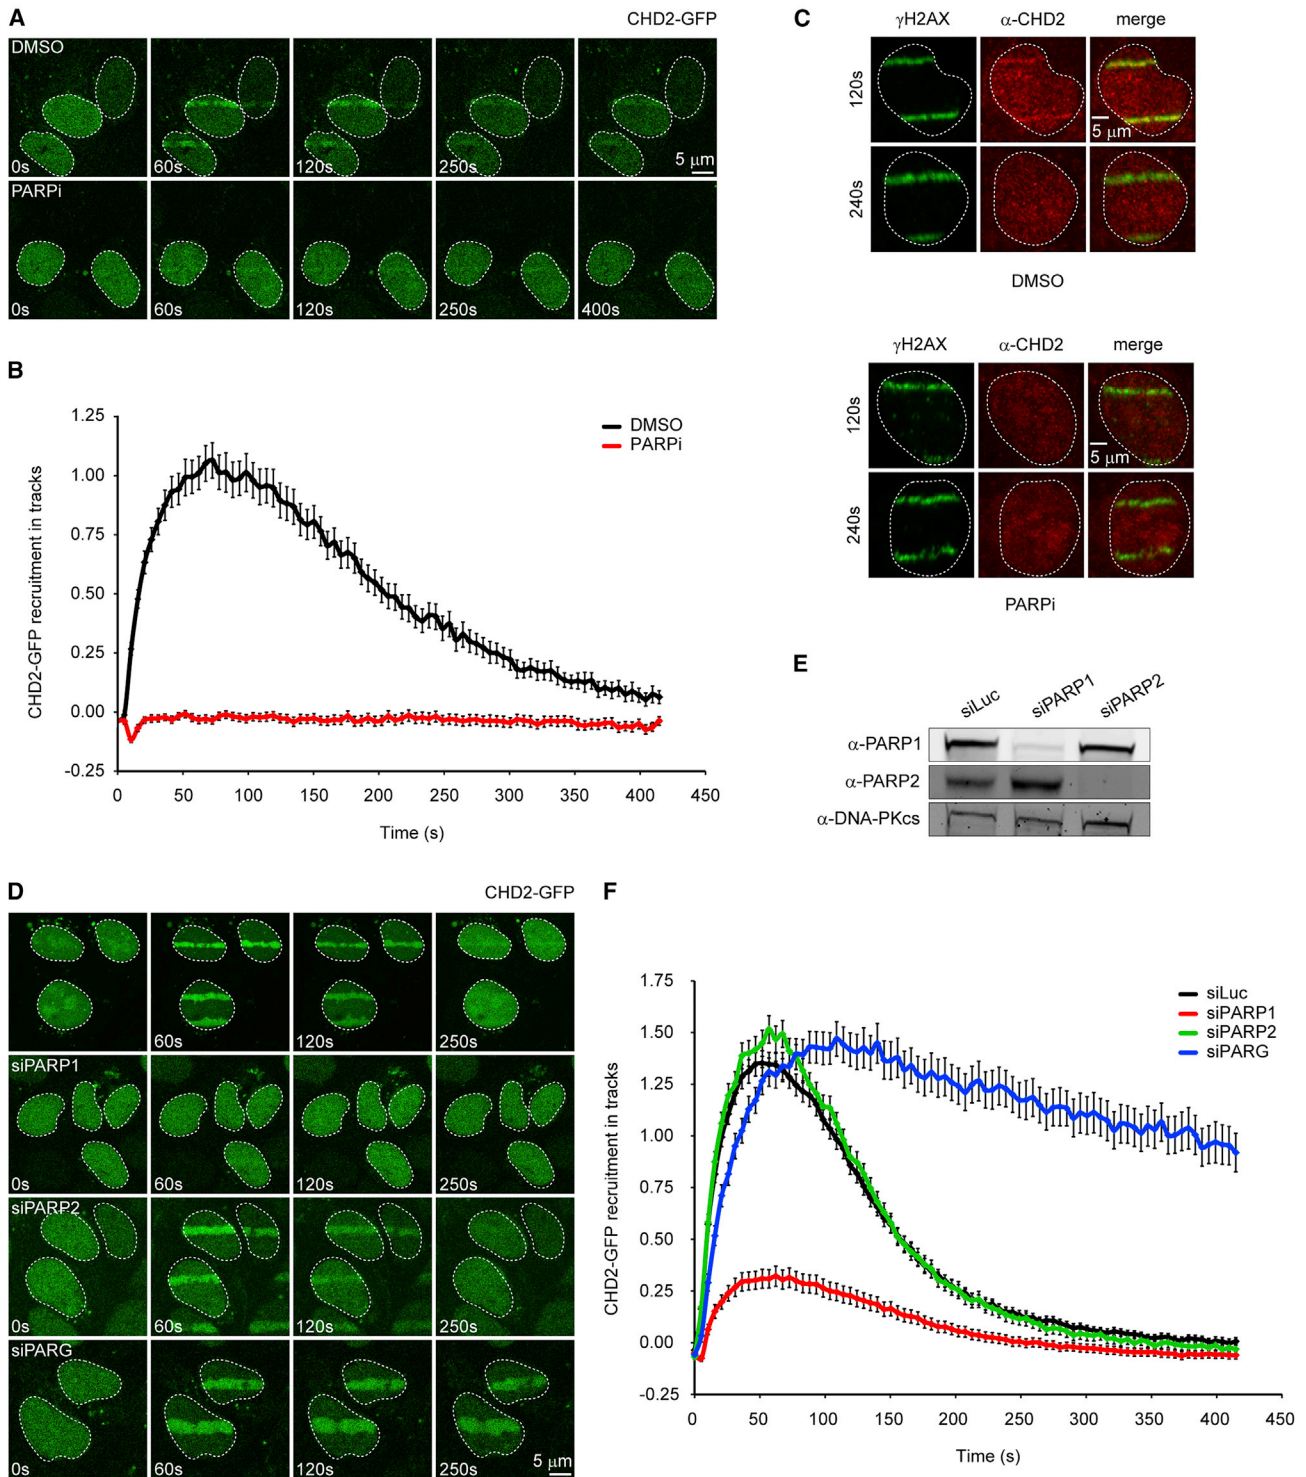 A
CHD2-GFP
DMSO
0s 60s 120s 250s 5 μm
PARPi
0s 60s 120s 250s 400s
B
1.25
1.00
0.75
0.50
0.25
0.00
-0.25
CHD2-GFP recruitment in tracks
DMSO
PARPi
0 50 100 150 200 250 300 350 400 450
Time (s)
C
γH2AX α-CHD2 merge
120s
5 μm
240s
DMSO
γH2AX α-CHD2 merge
120s
5 μm
240s
PARPi
E
siLuc siPARP1 siPARP2
α-PARP1
α-PARP2
α-DNA-PKcs
D
CHD2-GFP
60s 120s 250s
siPARP1
0s 60s 120s 250s
siPARP2
0s 60s 120s 250s
siPARG
0s 60s 120s 250s 5 μm
F
1.75
1.50
1.25
1.00
0.75
0.50
0.25
0.00
-0.25
CHD2-GFP recruitment in tracks
siLuc
siPARP1
siPARP2
siPARG
0 50 100 150 200 250 300 350 400 450
Time (s)